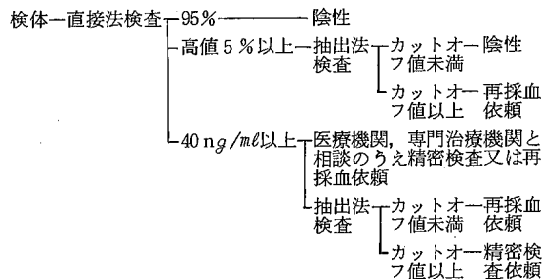 検体―直接法検査―95%―陰性
高値5%以上―抽出法―カットオー陰性
検査 フ値未満
カットオー再採血
フ値以上 依頼
40ng/ml以上―医療機関，専門治療機関と
相談のうえ精密検査又は再
採血依頼
抽出法―カットオー再採血
検査 フ値未満 依頼
カットオー精密検
フ値以上 査依頼